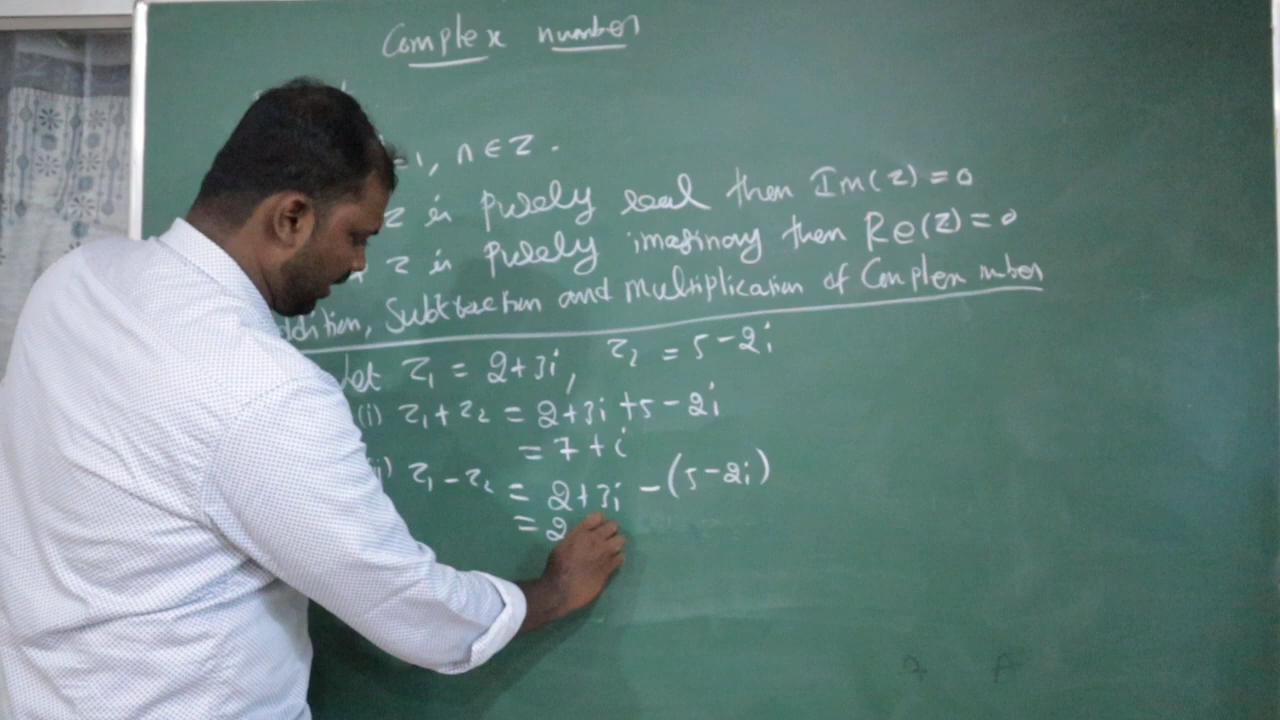 Complex number
=1, n∈Z.
z is purely real then Im(z) = 0
z is purely imaginary then Re(z) = 0
ddition, Subtraction and multiplication of Complex number
Let z₁ = 2+3i, z₂ = 5-2i
(i) z₁+z₂ = 2+3i+5-2i
= 7+i
(ii) z₁-z₂ = 2+3i-(5-2i)
= 2